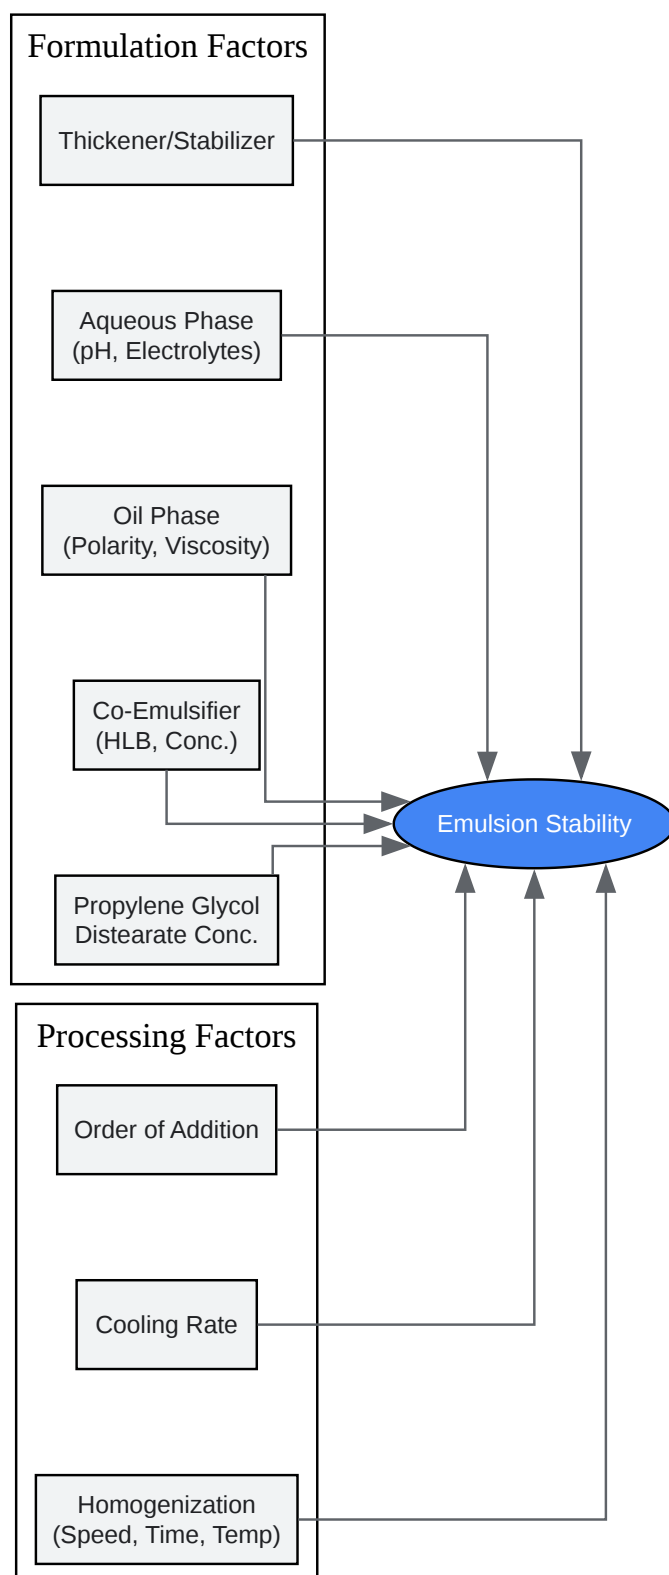 Formulation Factors
Thickener/Stabilizer
Aqueous Phase
(pH, Electrolytes)
Oil Phase
(Polarity, Viscosity)
Co-Emulsifier
(HLB, Conc.)
Emulsion Stability
Propylene Glycol
Distearate Conc.
Processing Factors
Order of Addition
Cooling Rate
Homogenization
(Speed, Time, Temp)